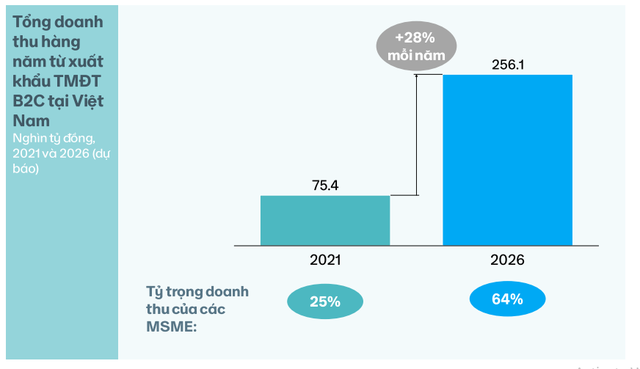 Tổng doanh
thu hàng
năm từ xuất
khẩu TMĐT
B2C tại Việt
Nam
Nghìn tỷ đồng,
2021 và 2026 (dự
báo)
+28%
mỗi năm
256.1
75.4
2021
2026
Tỷ trọng doanh
thu của các
MSME:
25%
64%